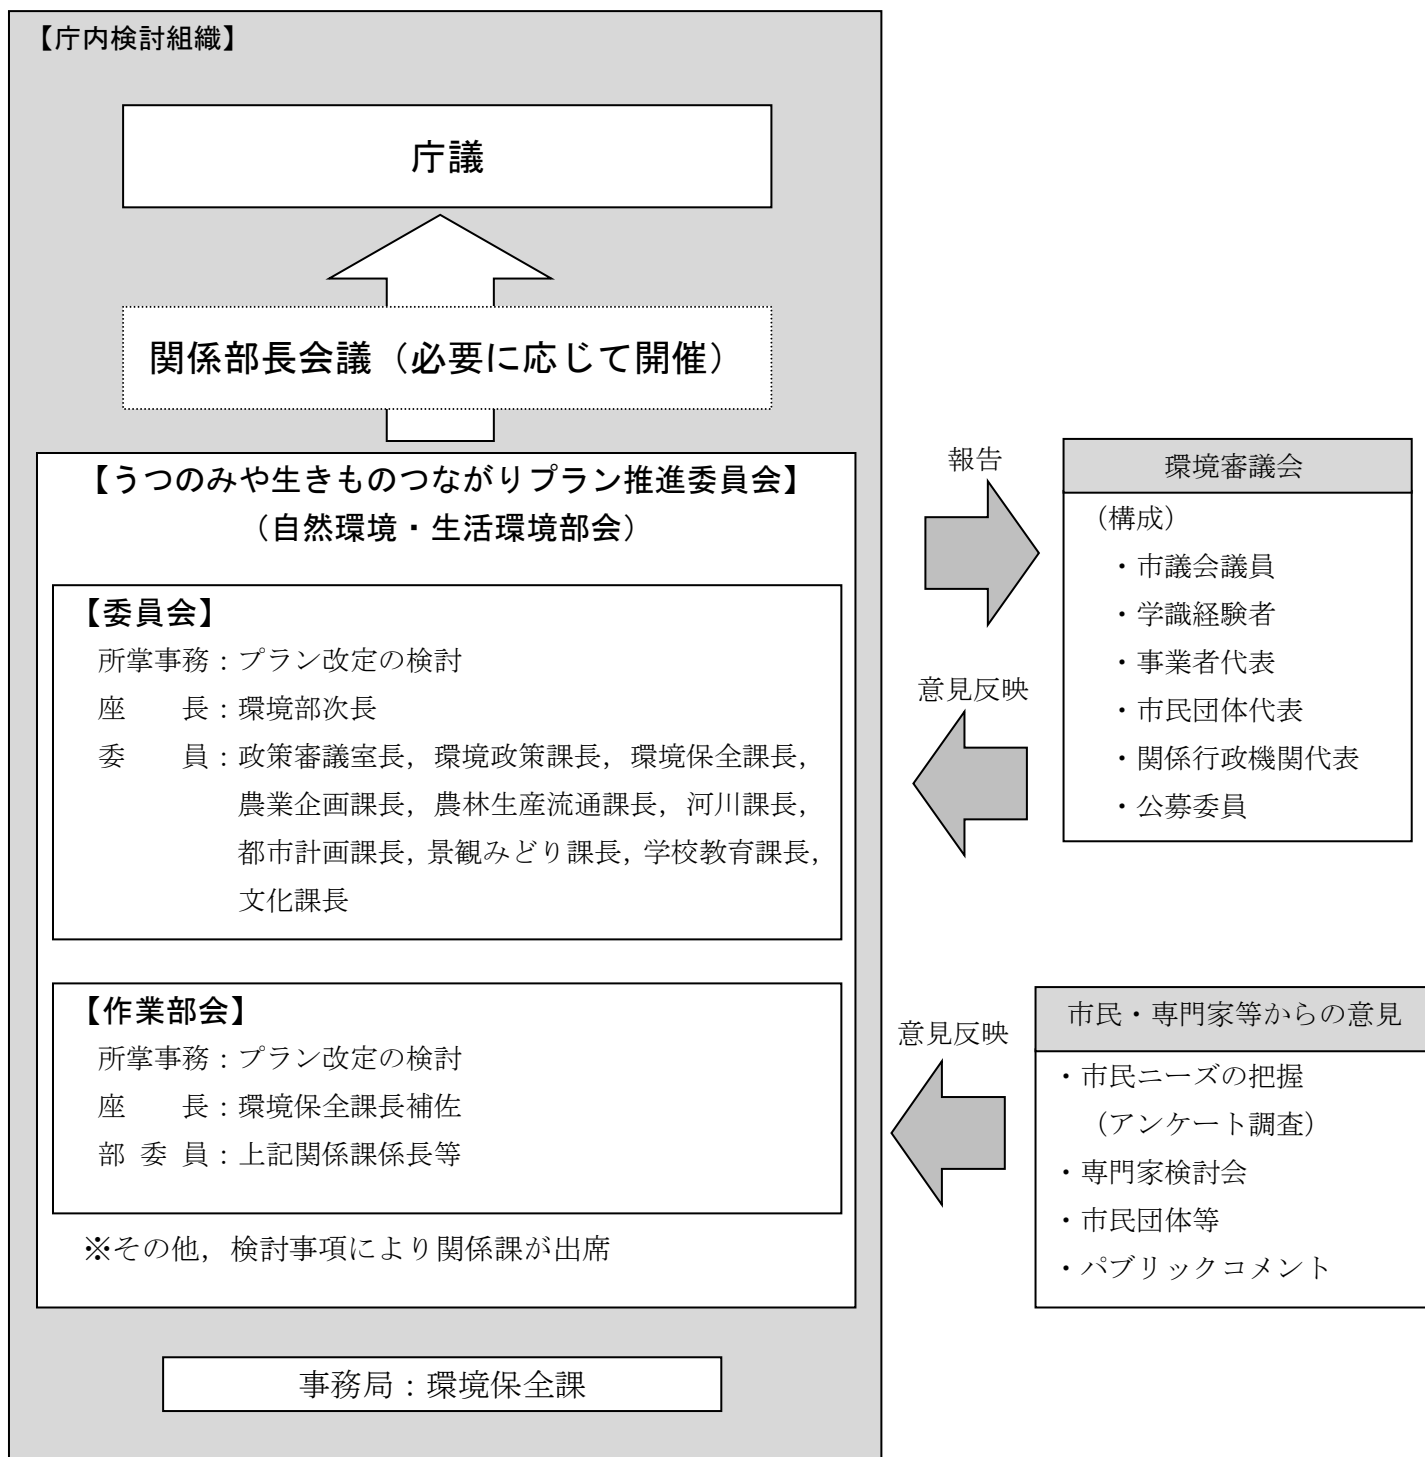 【庁内検討組織】
庁議
関係部長会議（必要に応じて開催）
【うつのみや生きものつながりプラン推進委員会】
（自然環境・生活環境部会）
【委員会】
所掌事務：プラン改定の検討
座　　長：環境部次長
委　　員：政策審議室長，環境政策課長，環境保全課長，
農業企画課長，農林生産流通課長，河川課長，
都市計画課長，景観みどり課長，学校教育課長，
文化課長
【作業部会】
所掌事務：プラン改定の検討
座　　長：環境保全課長補佐
部 委 員：上記関係課係長等
※その他，検討事項により関係課が出席
事務局：環境保全課
報告
意見反映
環境審議会
（構成）
・市議会議員
・学識経験者
・事業者代表
・市民団体代表
・関係行政機関代表
・公募委員
意見反映
市民・専門家等からの意見
・市民ニーズの把握
（アンケート調査）
・専門家検討会
・市民団体等
・パブリックコメント